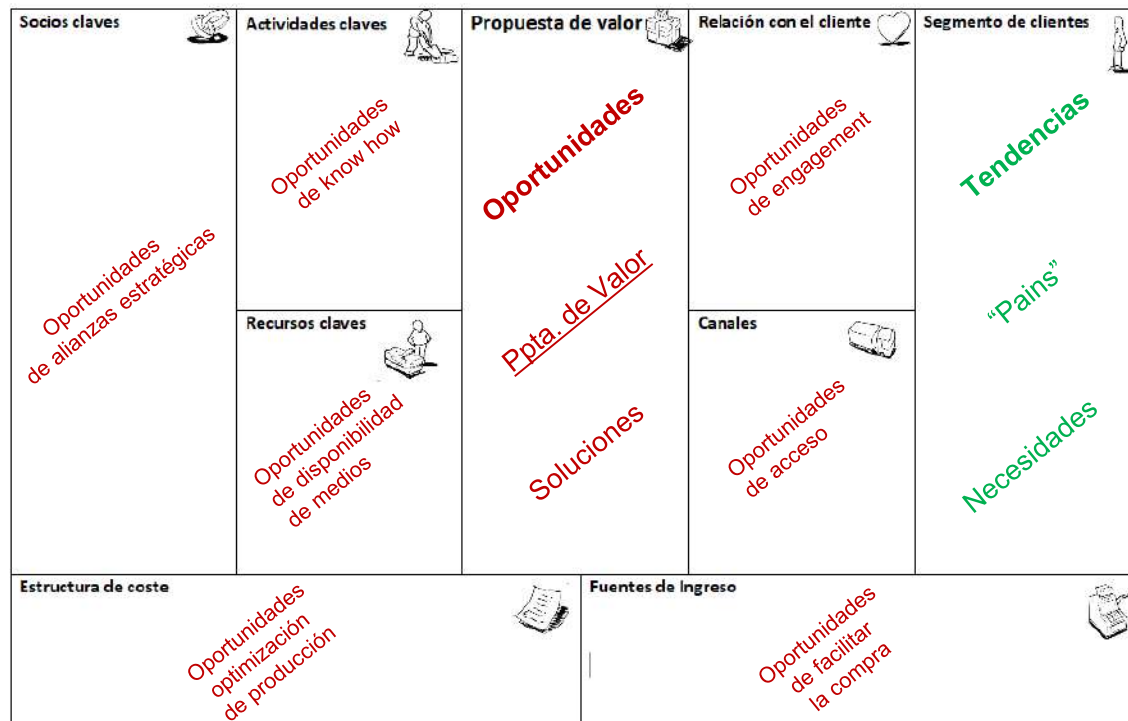 Socios claves
Oportunidades
de alianzas estratégicas
Actividades claves
Oportunidades
de know how
Recursos claves
Oportunidades
de disponibilidad
de medios
Propuesta de valor
Oportunidades
Ppta. de Valor
Soluciones
Relación con el cliente
Oportunidades
de engagement
Canales
Oportunidades
de acceso
Segmento de clientes
Tendencias
“Pains”
Necesidades
Estructura de coste
Oportunidades
optimización
de producción
Fuentes de Ingreso
Oportunidades
de facilitar
la compra